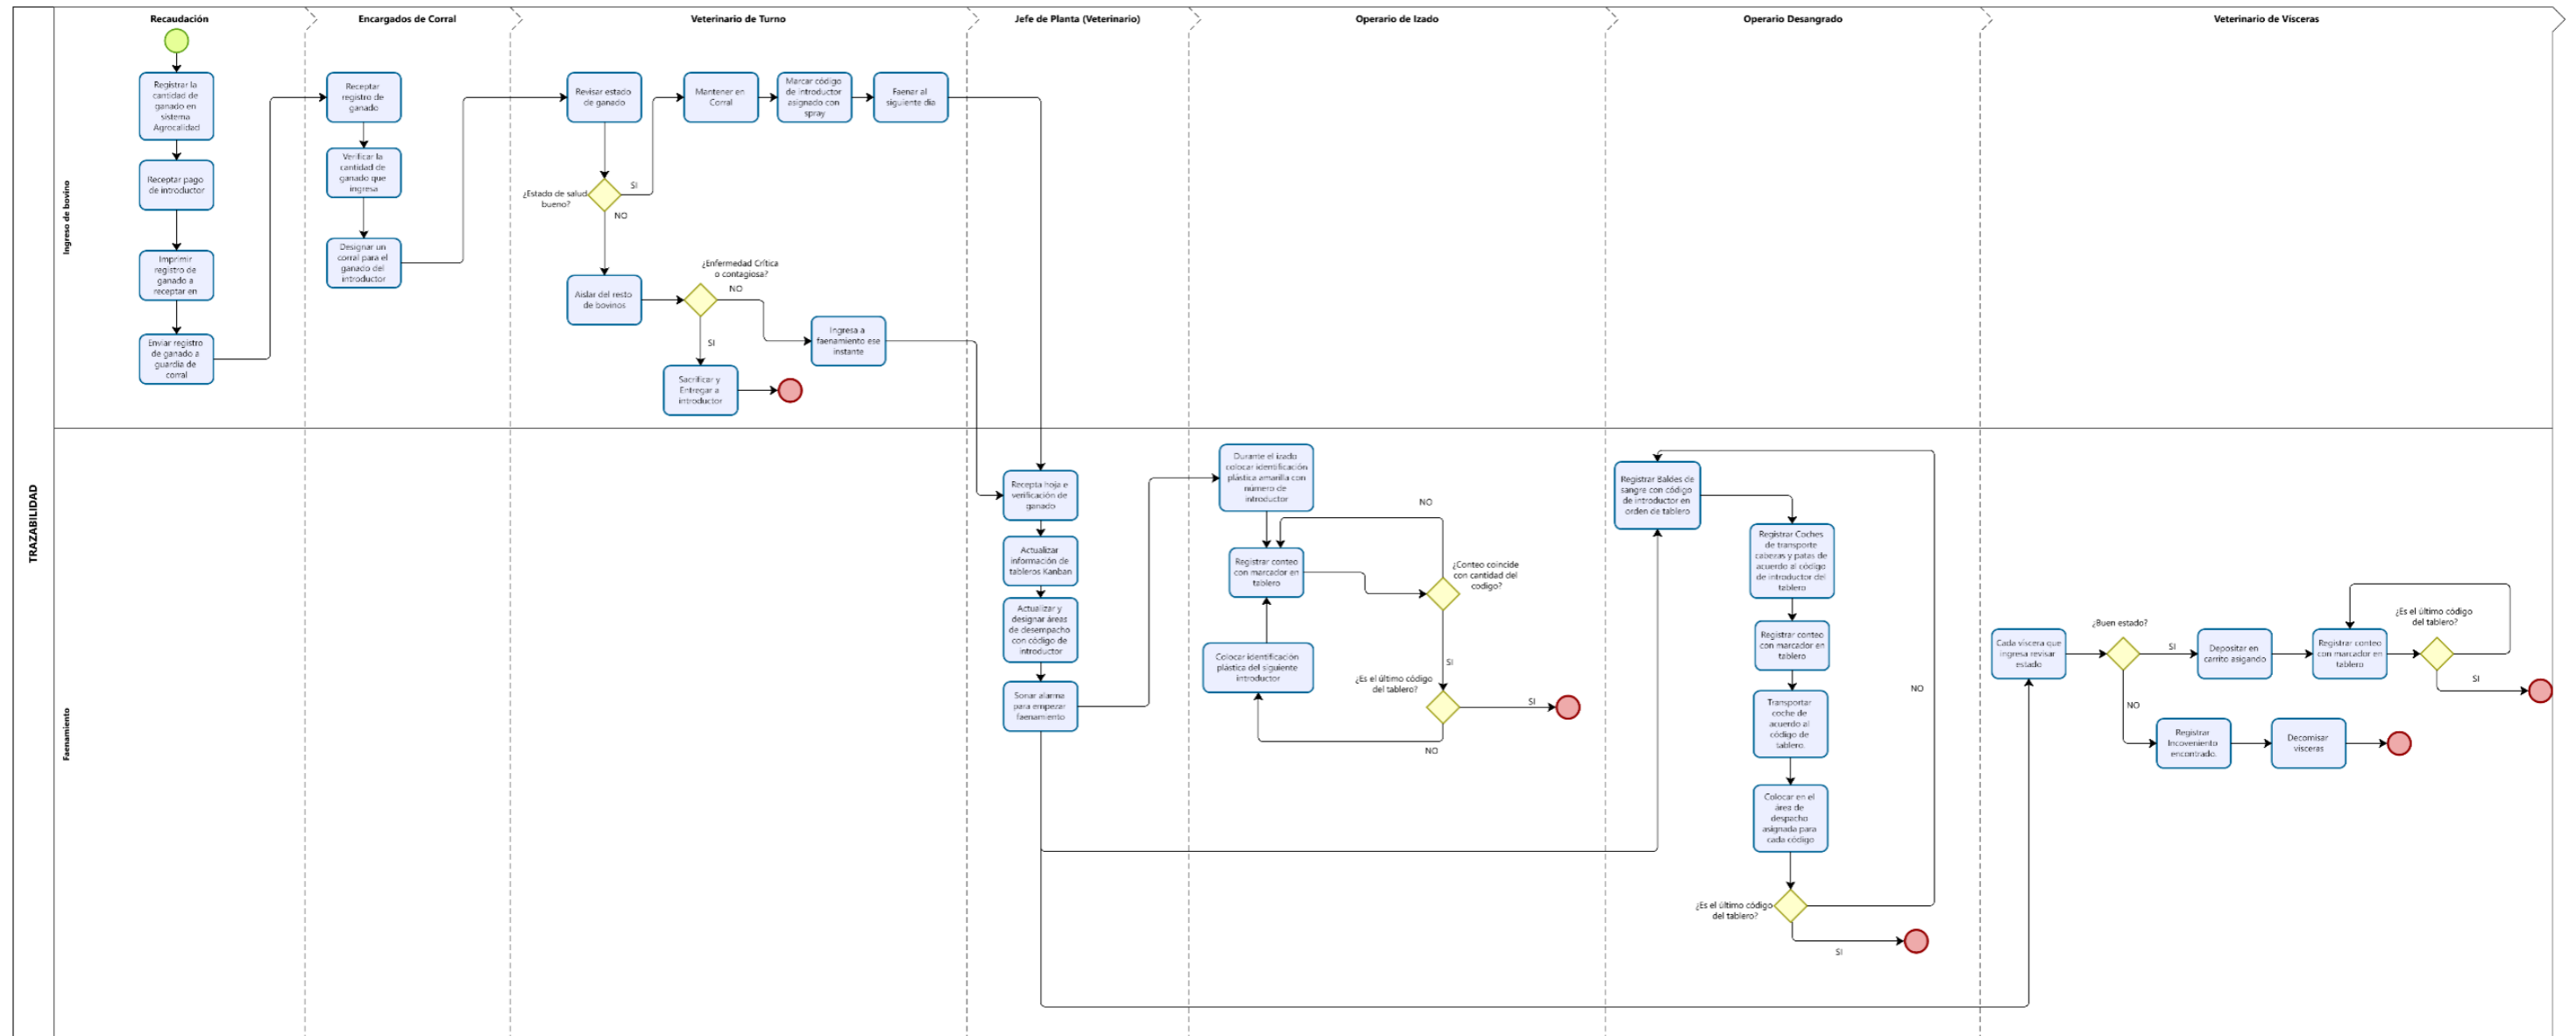 Recaudación
Encargados de Corral
Veterinario de Turno
Jefe de Planta (Veterinario)
Operario de Izado
Operario Desangrado
Veterinario de Vísceras
TRAZABILIDAD
Ingreso de bovino
Registrar la
cantidad de
ganado en
sistema
Agrocalidad
Receptar pago
de introductor
Imprimir
registro de
ganado a
receptar en
Enviar registro
de ganado a
guardia de
corral
Receptar
registro de
ganado
Verificar la
cantidad de
ganado que
ingresa
Designar un
corral para el
ganado del
introductor
Revisar estado
de ganado
¿Estado de salud
bueno?
SI
NO
Mantener en
Corral
Marcar código
de introductor
asignado con
spray
Faenar al
siguiente día
Aislar del resto
de bovinos
¿Enfermedad Crítica
o contagiosa?
NO
SI
Ingresa a
faenamiento ese
instante
Sacrificar y
Entregar a
introductor
Faenamiento
Recepta hoja e
verificación de
ganado
Actualizar
información de
tableros Kanban
Actualizar y
designar áreas
de desempacho
con código de
introductor
Sonar alarma
para empezar
faenamiento
Durante el izado
colocar identificación
plástica amarilla con
número de
introductor
Registrar conteo
con marcador en
tablero
NO
¿Conteo coincide
con cantidad del
codigo?
SI
Colocar identificación
plástica del siguiente
introductor
¿Es el último código
del tablero?
SI
NO
Registrar Baldes de
sangre con código
de introductor en
orden de tablero
Registrar Coches
de transporte
cabezas y patas de
acuerdo al código
de introductor del
tablero
Registrar conteo
con marcador en
tablero
Transportar
coche de
acuerdo al
código de
tablero.
Colocar en el
área de
despacho
asignada para
cada código
¿Es el último código
del tablero?
NO
SI
Cada víscera que
ingresa revisar
estado
¿Buen estado?
SI
NO
Depositar en
carrito asigando
Registrar conteo
con marcador en
tablero
¿Es el último código
del tablero?
SI
Registrar
Incoveniento
encontrado.
Decomisar
vísceras